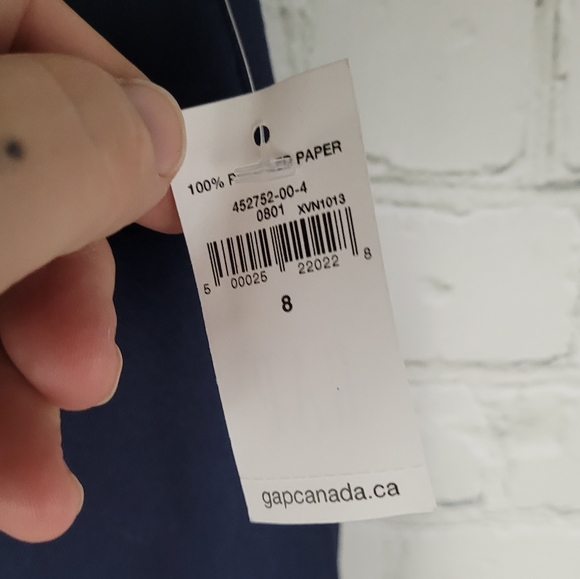 100% PAPER
452752-00-4
0801 XVN1013
5 00025 22022 8
8
gapcanada.ca